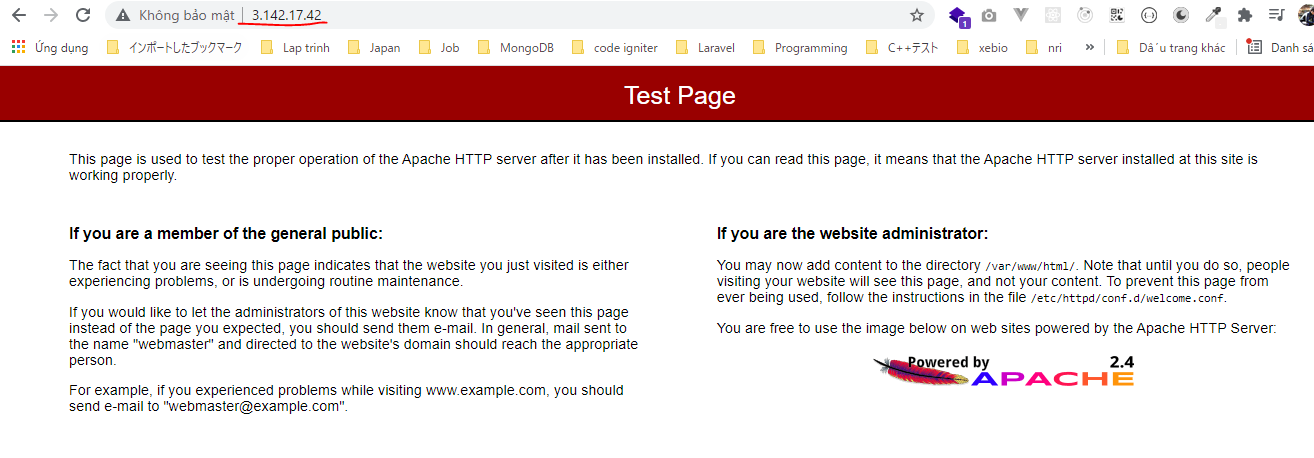 Không bảo mật 3.142.17.42
1
Ứng dụng インポートしたブックマーク Lap trinh Japan Job MongoDB code igniter Laravel Programming C++テスト xebio nri » Dấu trang khác Danh sá
Test Page
This page is used to test the proper operation of the Apache HTTP server after it has been installed. If you can read this page, it means that the Apache HTTP server installed at this site is
working properly.
If you are a member of the general public:
The fact that you are seeing this page indicates that the website you just visited is either
experiencing problems, or is undergoing routine maintenance.
If you would like to let the administrators of this website know that you've seen this page
instead of the page you expected, you should send them e-mail. In general, mail sent to
the name "webmaster" and directed to the website's domain should reach the appropriate
person.
For example, if you experienced problems while visiting www.example.com, you should
send e-mail to "webmaster@example.com".
If you are the website administrator:
You may now add content to the directory /var/www/html/. Note that until you do so, people
visiting your website will see this page, and not your content. To prevent this page from
ever being used, follow the instructions in the file /etc/httpd/conf.d/welcome.conf.
You are free to use the image below on web sites powered by the Apache HTTP Server:
Powered by 2.4
APACHE